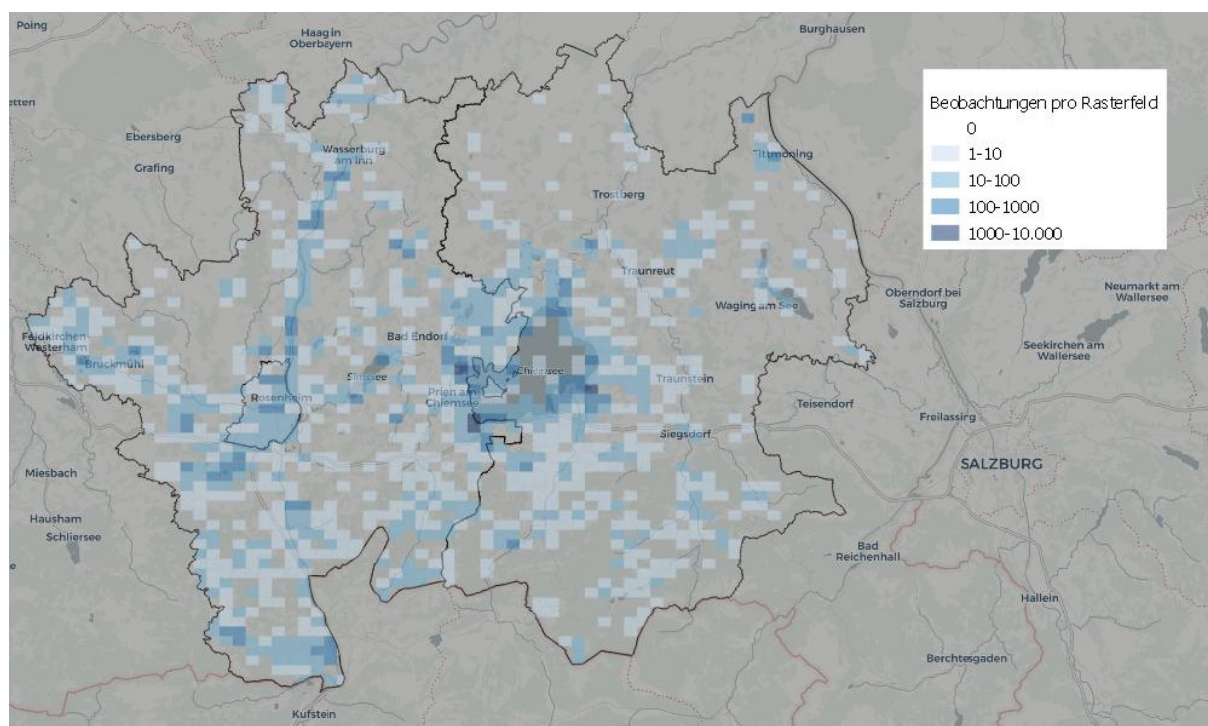 Poing
Haag in
Oberbayern
Burghausen
etten
Ebersberg
Grafing
Wasserburg
am Inn
Tittmoning
Trostberg
Beobachtungen pro Rasterfeld
0
1-10
10-100
100-1000
1000-10.000
Traunreut
Waging am See
Oberndorf bei
Salzburg
Neumarkt am
Wallersee
Feldkirchen-
Westerham
Bruckmühl
Bad Endorf
Seekirchen am
Wallersee
Simssee
Chiemsee
Rosenheim
Prien am
Chiemsee
Traunstein
Teisendorf
Freilassing
Siegsdorf
SALZBURG
Miesbach
Hausham
Schliersee
Bad
Reichenhall
Hallein
Berchtesgaden
Kufstein